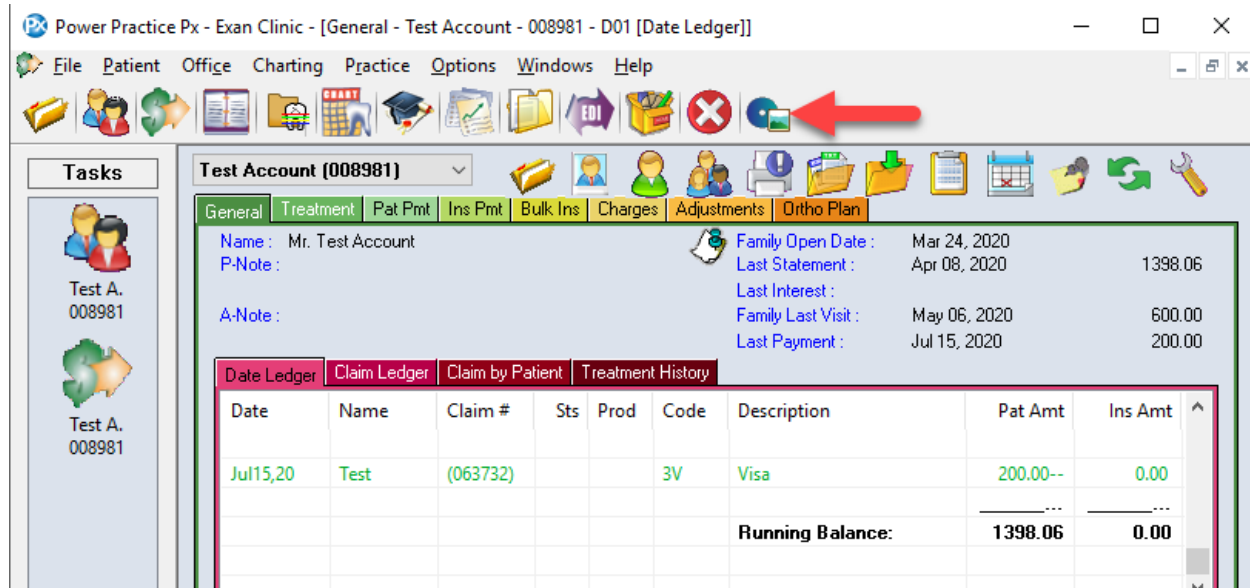 Power Practice Px - Exan Clinic - [General - Test Account - 008981 - D01 [Date Ledger]]
File Patient Office Charting Practice Options Windows Help
CHART
EDI
Tasks
Test Account (008981)
General Treatment Pat Pmt Ins Pmt Bulk Ins Charges Adjustments Ortho Plan
Name : Mr. Test Account Family Open Date : Mar 24, 2020
P-Note : Last Statement : Apr 08, 2020 1398.06
Last Interest :
A-Note : Family Last Visit : May 06, 2020 600.00
Last Payment : Jul 15, 2020 200.00
Test A.
008981
Test A.
008981
Date Ledger Claim Ledger Claim by Patient Treatment History
Date Name Claim # Sts Prod Code Description Pat Amt Ins Amt
Jul15,20 Test (063732) 3V Visa 200.00-- 0.00
______... ______...
Running Balance: 1398.06 0.00